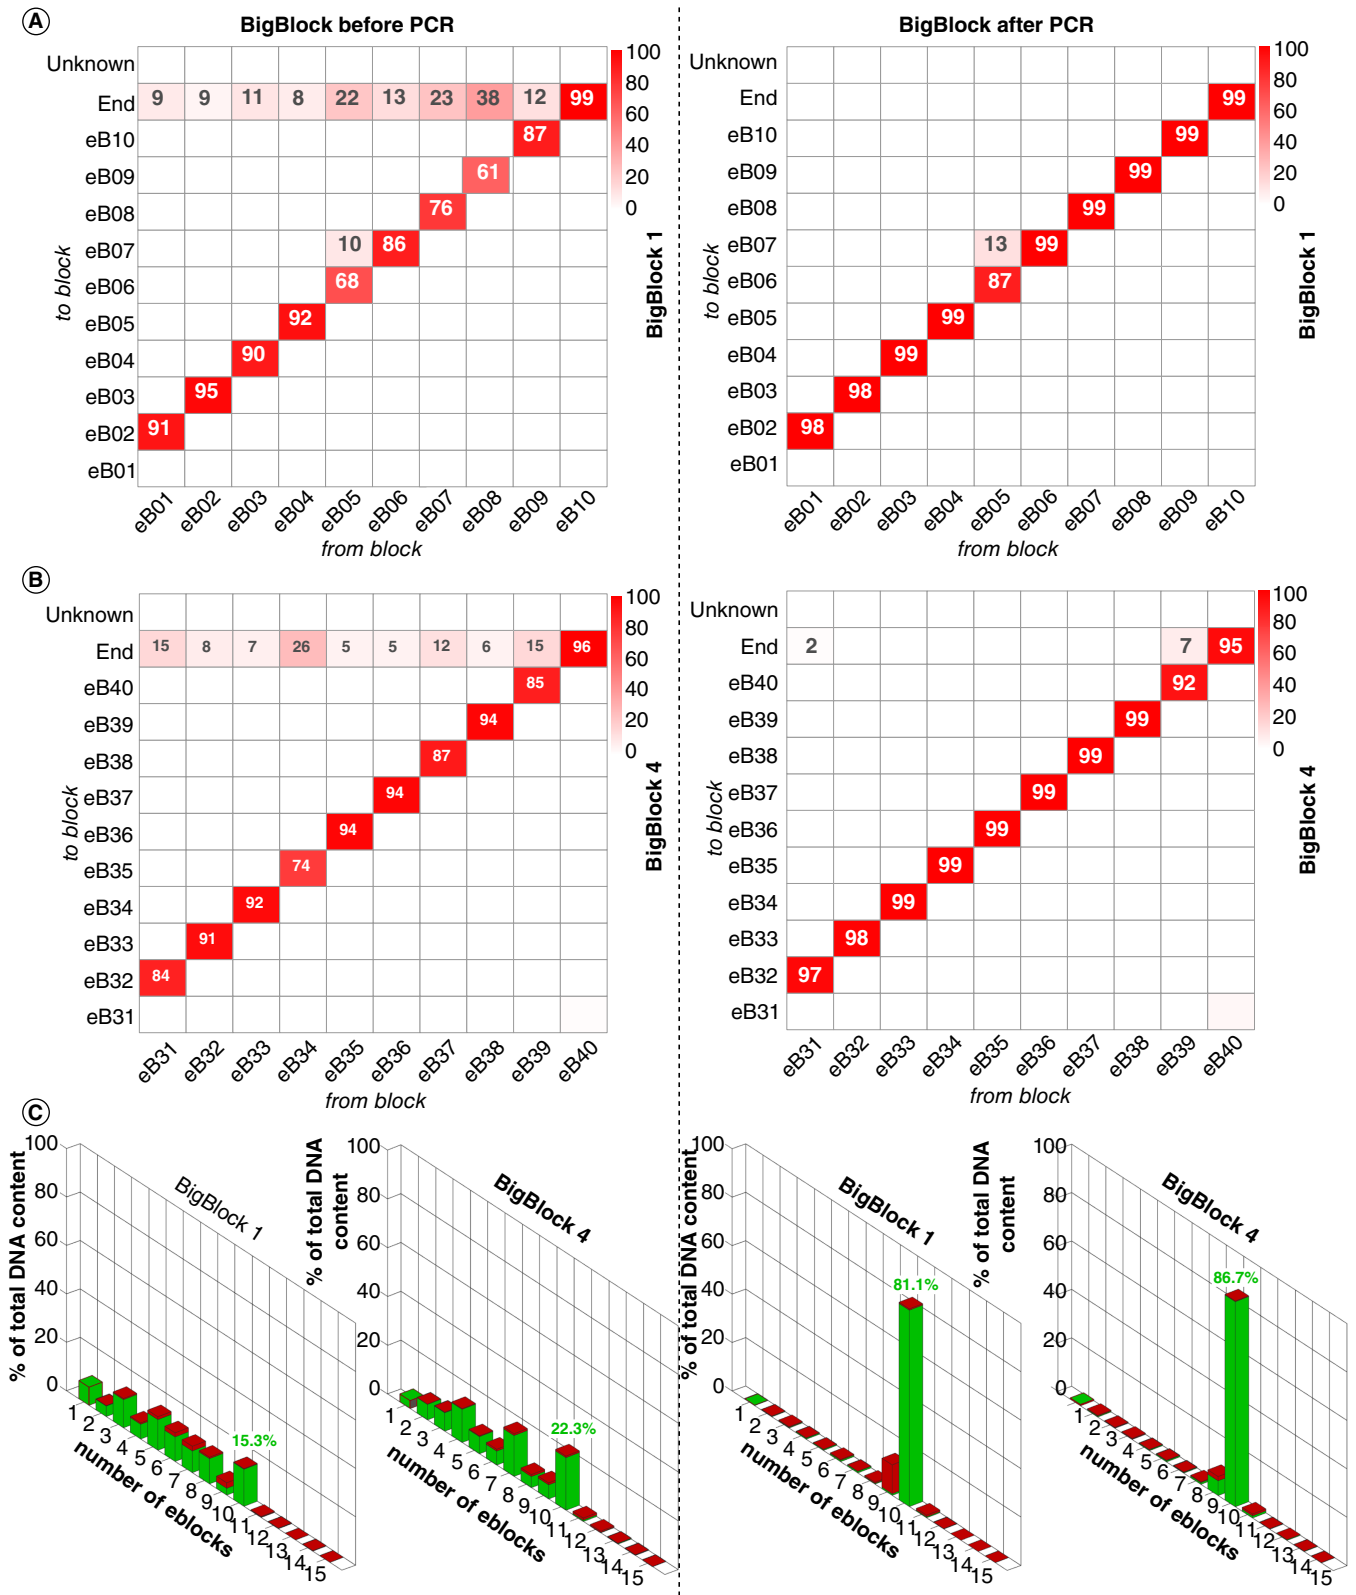 A
BigBlock before PCR
BigBlock after PCR
Unknown
End 9 9 11 8 22 13 23 38 12 99
eB10 87
eB09 61
eB08 76
eB07 10 86
eB06 68
eB05 92
eB04 90
eB03 95
eB02 91
eB01
to block
eB01 eB02 eB03 eB04 eB05 eB06 eB07 eB08 eB09 eB10
from block
100
80
60
40
20
0
BigBlock 1
Unknown
End 99
eB10 99
eB09 99
eB08 99
eB07 13 99
eB06 87
eB05 99
eB04 99
eB03 98
eB02 98
eB01
to block
eB01 eB02 eB03 eB04 eB05 eB06 eB07 eB08 eB09 eB10
from block
100
80
60
40
20
0
BigBlock 1
B
Unknown
End 15 8 7 26 5 5 12 6 15 96
eB40 85
eB39 94
eB38 87
eB37 94
eB36 94
eB35 74
eB34 92
eB33 91
eB32 84
eB31
to block
eB31 eB32 eB33 eB34 eB35 eB36 eB37 eB38 eB39 eB40
from block
100
80
60
40
20
0
BigBlock 4
Unknown
End 2 7 95
eB40 92
eB39 99
eB38 99
eB37 99
eB36 99
eB35 99
eB34 99
eB33 98
eB32 97
eB31
to block
eB31 eB32 eB33 eB34 eB35 eB36 eB37 eB38 eB39 eB40
from block
100
80
60
40
20
0
BigBlock 4
C
% of total DNA content
100
80
60
40
20
0
BigBlock 1
15.3%
1 2 3 4 5 6 7 8 9 10 11 12 13 14 15
number of eblocks
% of total DNA
content
100
80
60
40
20
0
BigBlock 4
22.3%
1 2 3 4 5 6 7 8 9 10 11 12 13 14 15
number of eblocks
% of total DNA content
100
80
60
40
20
0
BigBlock 1
81.1%
1 2 3 4 5 6 7 8 9 10 11 12 13 14 15
number of eblocks
% of total DNA
content
100
80
60
40
20
0
BigBlock 4
86.7%
1 2 3 4 5 6 7 8 9 10 11 12 13 14 15
number of eblocks